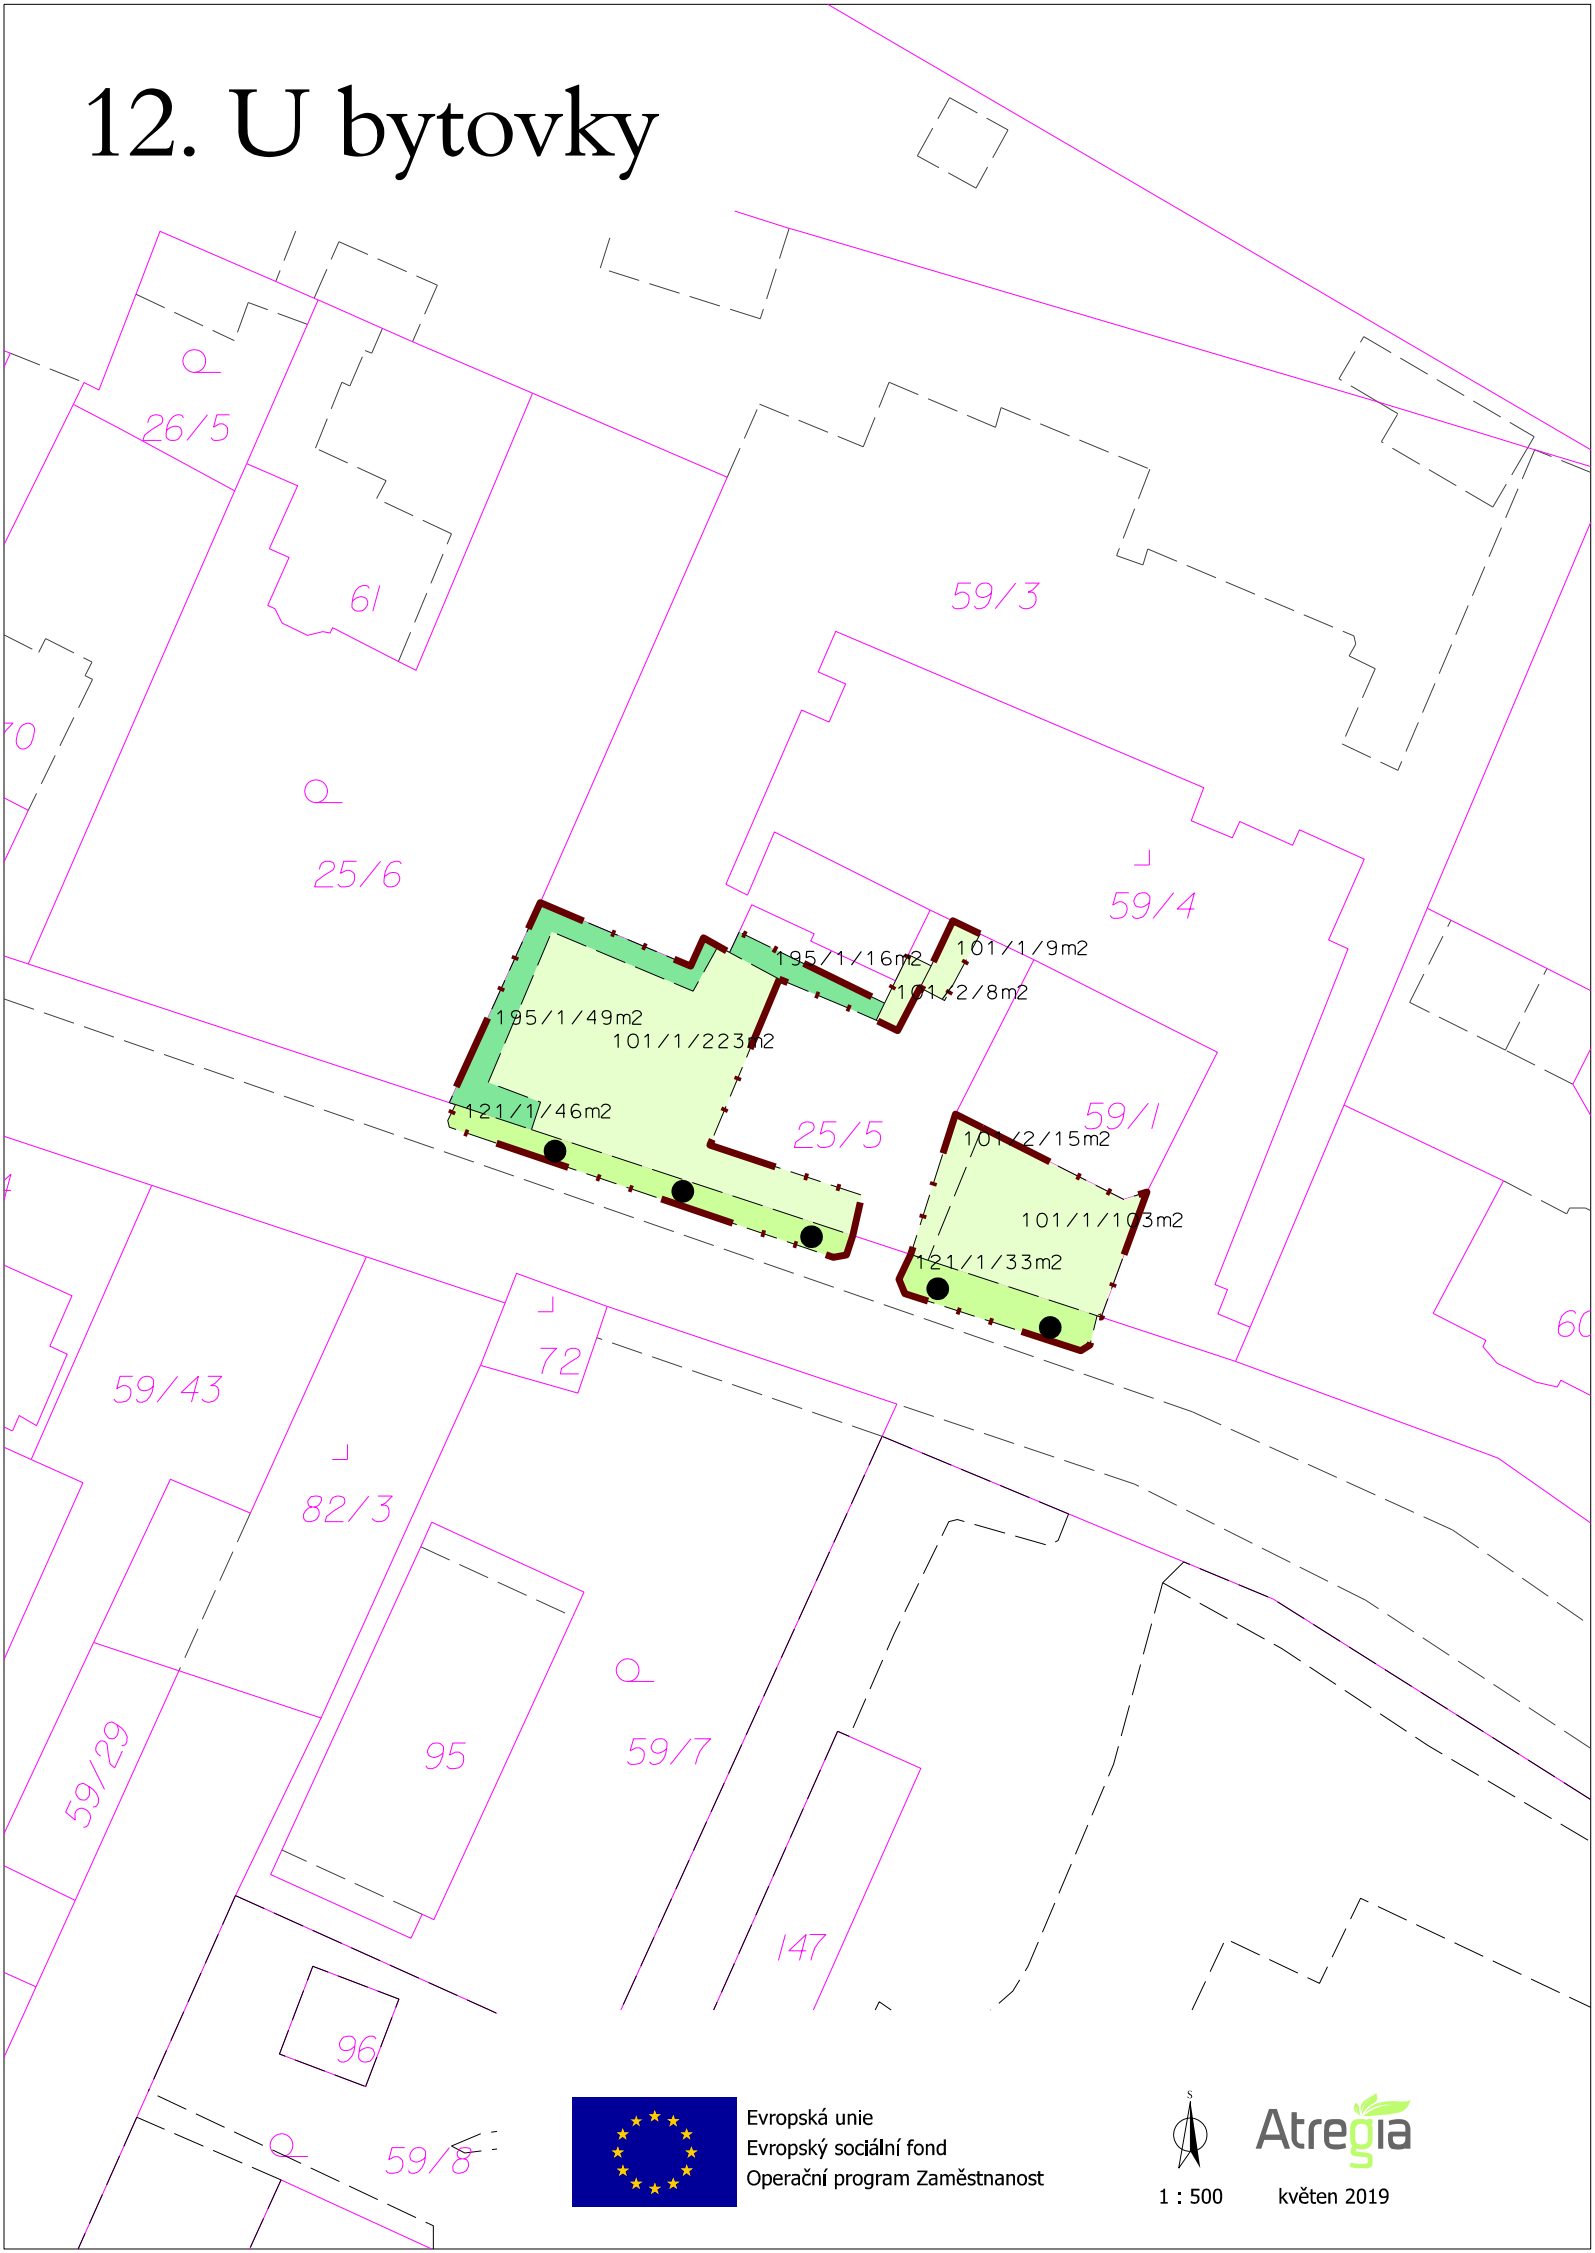 12. U bytovky
26/5
61
59/3
70
25/6
59/4
195/1/16m2
101/1/9m2
101/2/8m2
195/1/49m2
101/1/223m2
121/1/46m2
25/5
59/1
101/2/15m2
101/1/103m2
121/1/33m2
4
60
72
59/43
82/3
59/29
95
59/7
147
96
59/8
Evropská unie
Evropský sociální fond
Operační program Zaměstnanost
S
1 : 500
Atregia
květen 2019